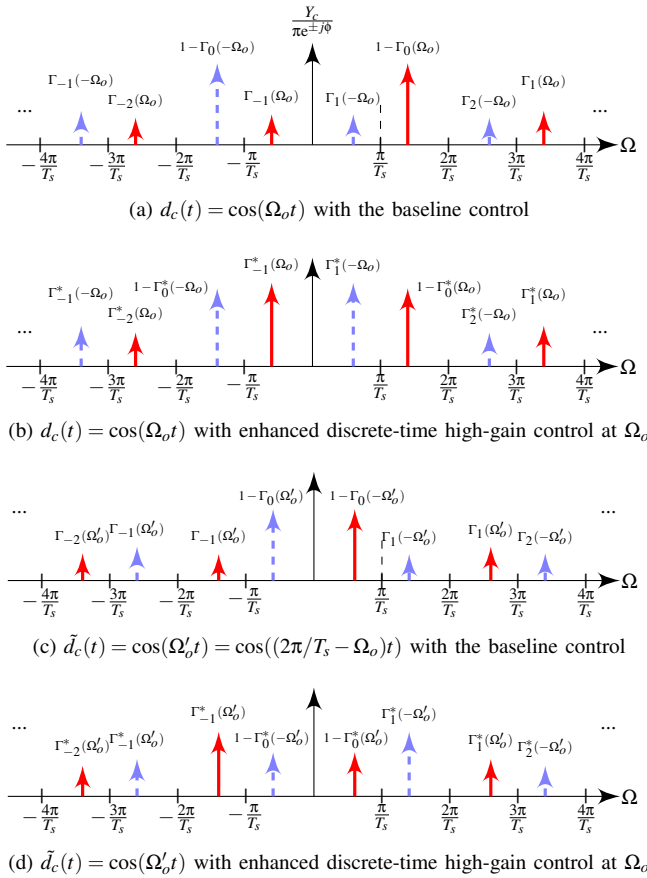 Y_c / πe^{±jϕ}
1−Γ_0(−Ω_o) 1−Γ_0(Ω_o)
Γ_{−1}(−Ω_o) Γ_{−2}(Ω_o) Γ_{−1}(Ω_o) Γ_1(−Ω_o) Γ_2(−Ω_o) Γ_1(Ω_o)
... ...
−4π/T_s −3π/T_s −2π/T_s −π/T_s π/T_s 2π/T_s 3π/T_s 4π/T_s Ω
(a) d_c(t) = cos(Ω_o t) with the baseline control
Γ*_{−1}(Ω_o) Γ*_1(−Ω_o)
Γ*_{−1}(−Ω_o) 1−Γ*_0(−Ω_o) 1−Γ*_0(Ω_o) Γ*_1(Ω_o)
Γ*_{−2}(Ω_o) Γ*_2(−Ω_o)
... ...
−4π/T_s −3π/T_s −2π/T_s −π/T_s π/T_s 2π/T_s 3π/T_s 4π/T_s Ω
(b) d_c(t) = cos(Ω_o t) with enhanced discrete-time high-gain control at Ω_o
1−Γ_0(Ω′_o) 1−Γ_0(−Ω′_o)
... ...
Γ_{−2}(Ω′_o) Γ_{−1}(−Ω′_o) Γ_{−1}(Ω′_o) Γ_1(−Ω′_o) Γ_1(Ω′_o) Γ_2(−Ω′_o)
−4π/T_s −3π/T_s −2π/T_s −π/T_s π/T_s 2π/T_s 3π/T_s 4π/T_s Ω
(c) d̃_c(t) = cos(Ω′_o t) = cos((2π/T_s − Ω_o)t) with the baseline control
Γ*_{−1}(Ω′_o) Γ*_1(−Ω′_o)
... ...
Γ*_{−2}(Ω′_o) Γ*_{−1}(−Ω′_o) 1−Γ*_0(−Ω′_o) 1−Γ*_0(Ω′_o) Γ*_1(Ω′_o) Γ*_2(−Ω′_o)
−4π/T_s −3π/T_s −2π/T_s −π/T_s π/T_s 2π/T_s 3π/T_s 4π/T_s Ω
(d) d̃_c(t) = cos(Ω′_o t) with enhanced discrete-time high-gain control at Ω_o